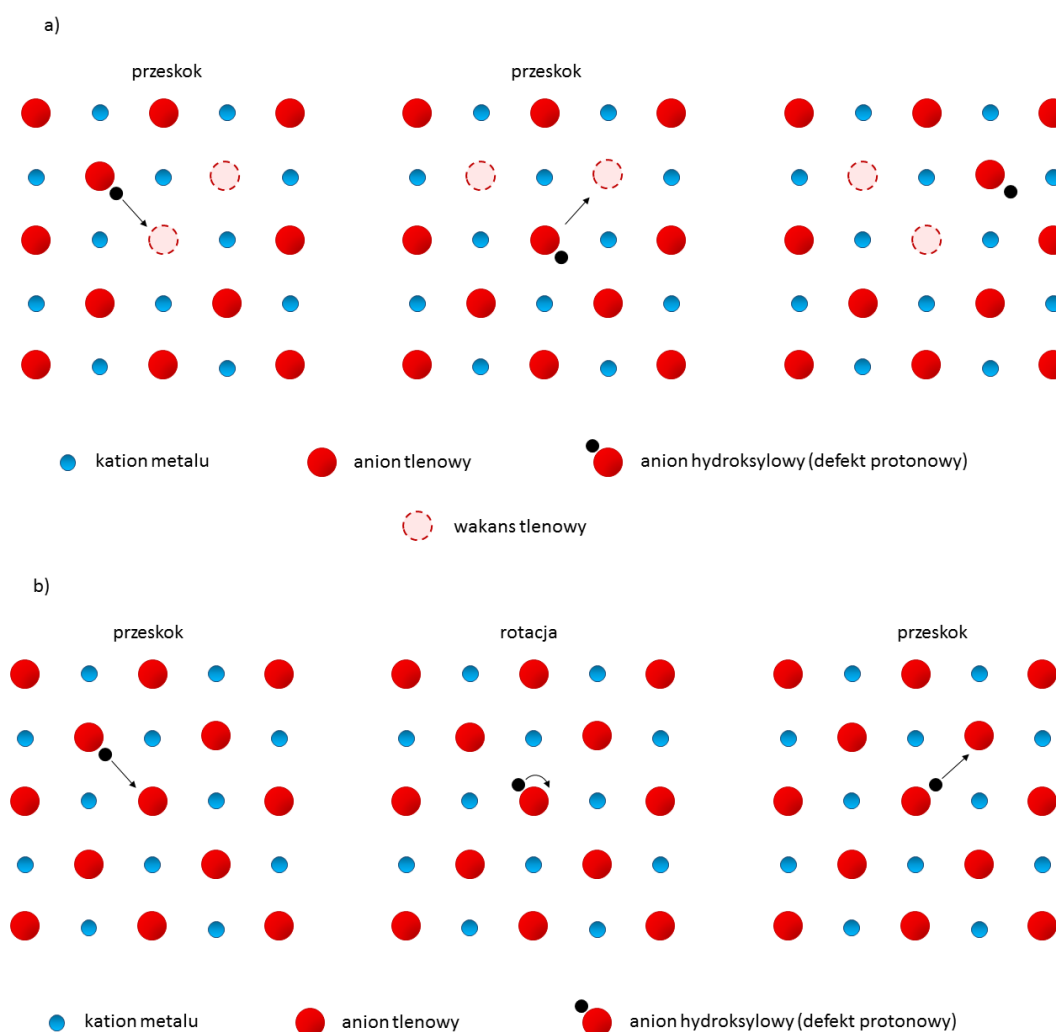 a)
przeskok
przeskok
kation metalu
anion tlenowy
anion hydroksylowy (defekt protonowy)
wakans tlenowy
b)
przeskok
rotacja
przeskok
kation metalu
anion tlenowy
anion hydroksylowy (defekt protonowy)